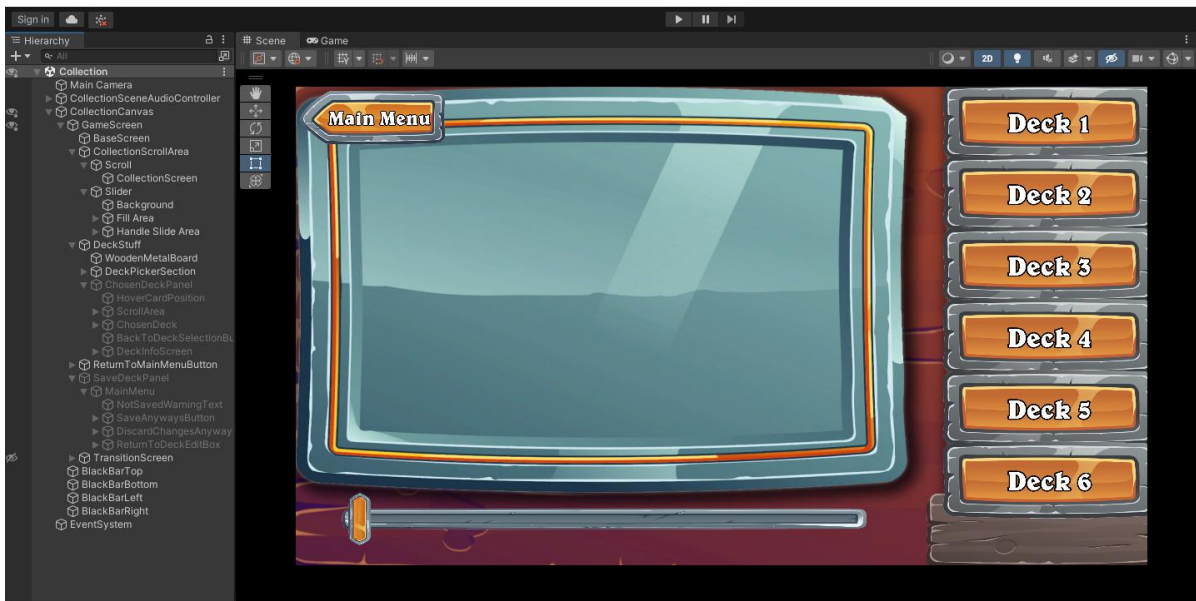 Sign in
Hierarchy
All
Collection
Main Camera
CollectionSceneAudioController
CollectionCanvas
GameScreen
BaseScreen
CollectionScrollArea
Scroll
CollectionScreen
Slider
Background
Fill Area
Handle Slide Area
DeckStuff
WoodenMetalBoard
DeckPickerSection
ChosenDeckPanel
HoverCardPosition
ScrollArea
ChosenDeck
BackToDeckSelectionBu
DeckInfoScreen
ReturnToMainMenuButton
SaveDeckPanel
MainMenu
NotSavedWarningText
SaveAnywaysButton
DiscardChangesAnyway
ReturnToDeckEditBox
TransitionScreen
BlackBarTop
BlackBarBottom
BlackBarLeft
BlackBarRight
EventSystem
Scene Game
2D
Main Menu
Deck 1
Deck 2
Deck 3
Deck 4
Deck 5
Deck 6